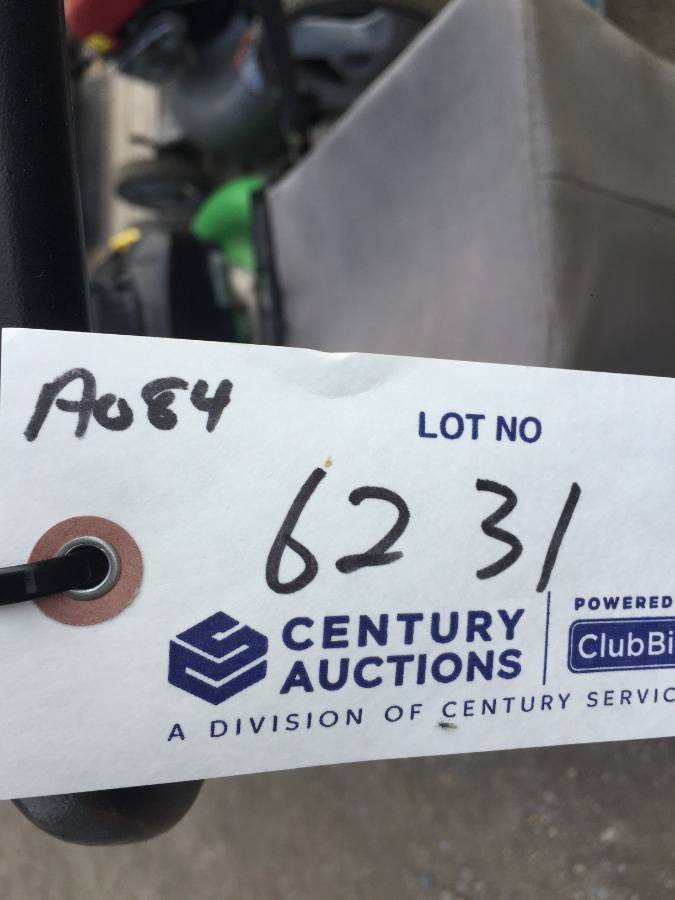 A084
LOT NO
6231
CENTURY
AUCTIONS
POWERED
ClubBi
A DIVISION OF CENTURY SERVIC